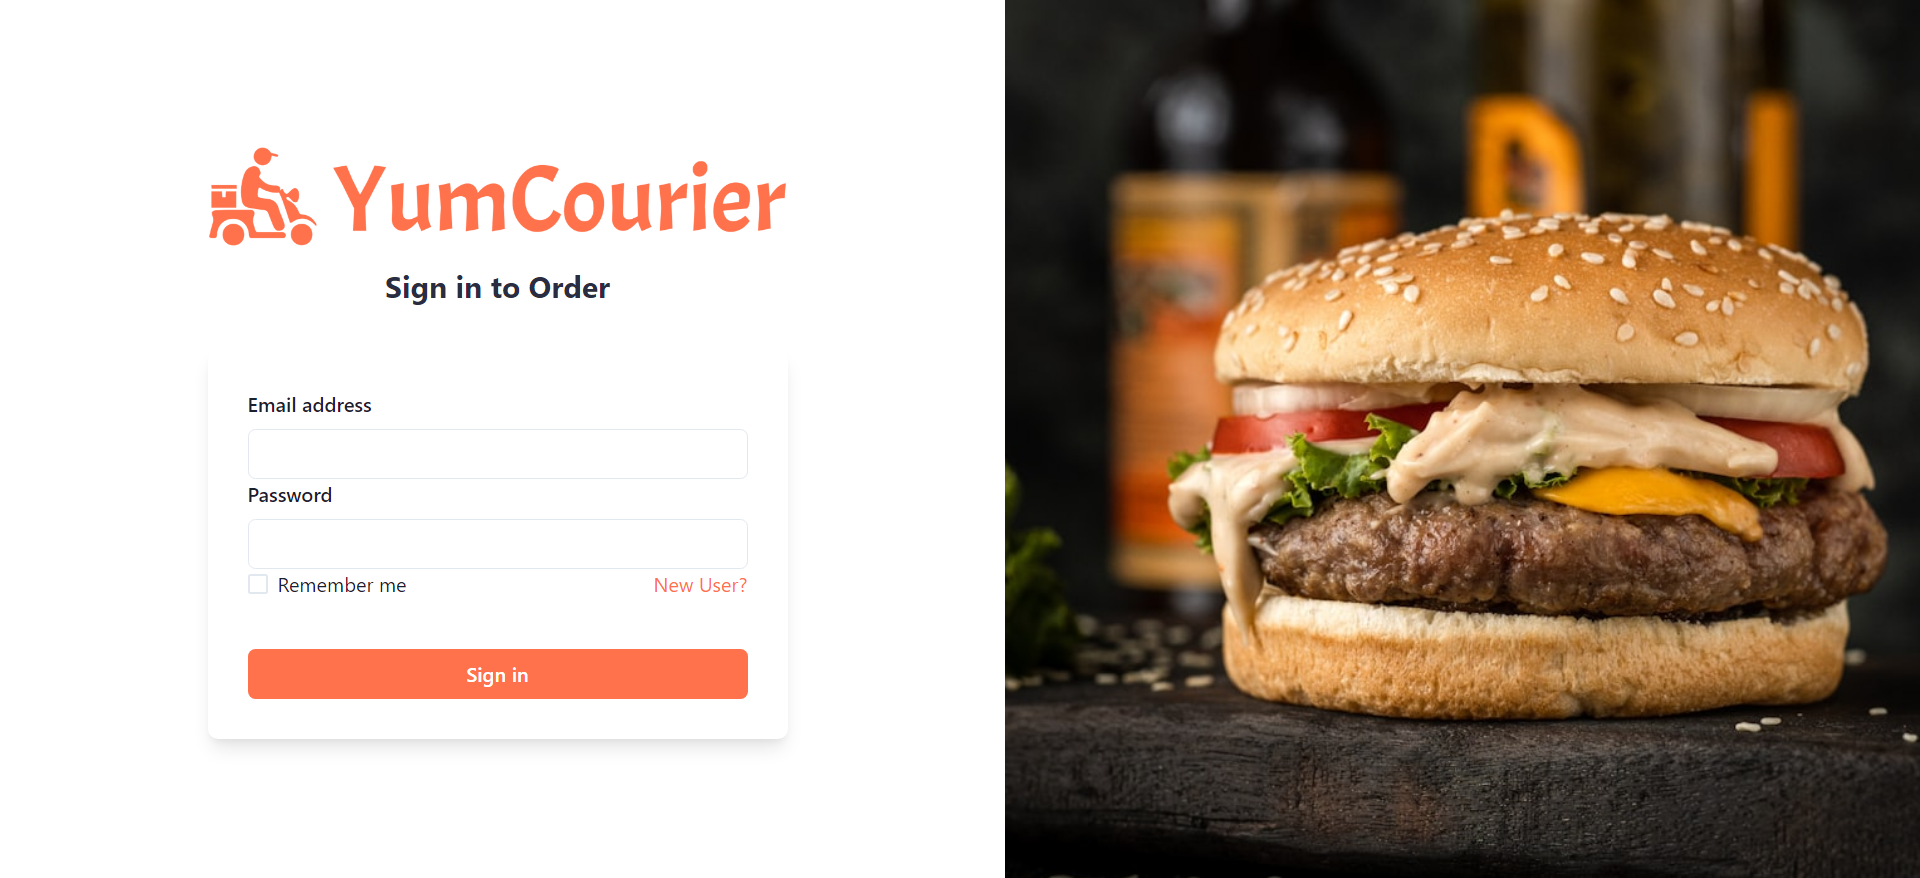 YumCourier
Sign in to Order
Email address
Password
Remember me
New User?
Sign in